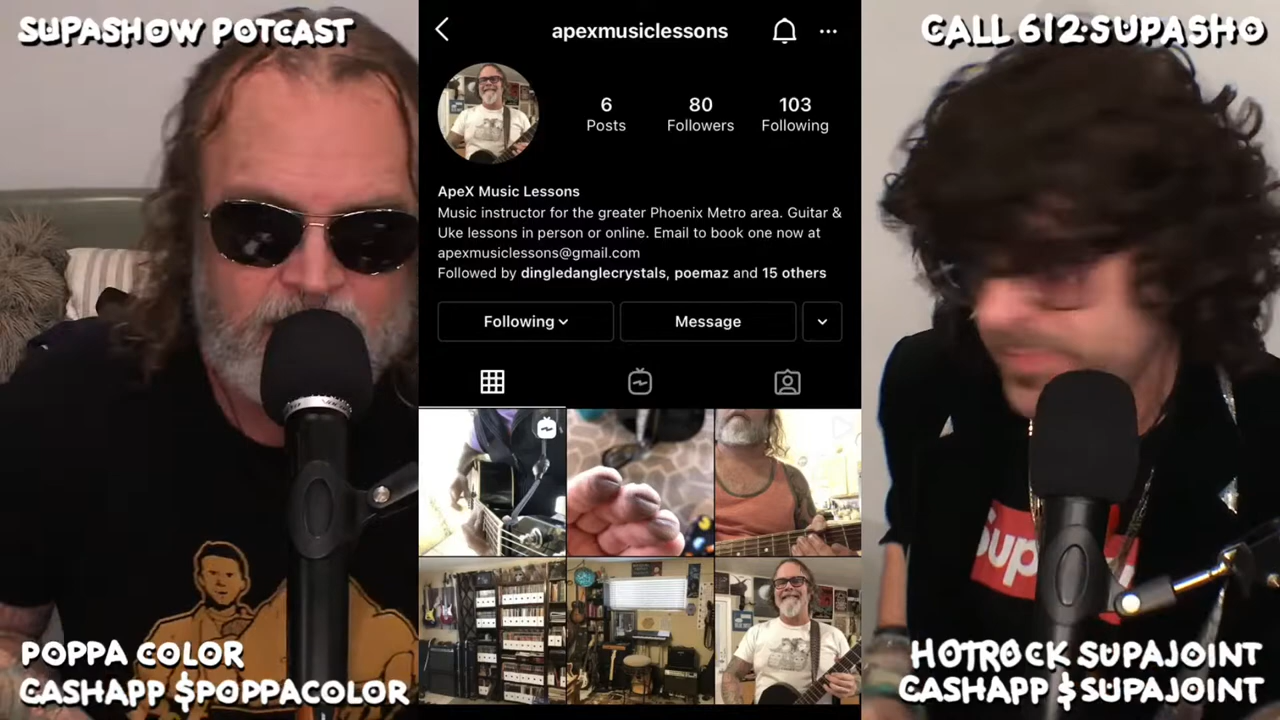 SUPASHOW POTCAST
CALL 612·SUPASHO
apexmusiclessons
6
Posts
80
Followers
103
Following
ApeX Music Lessons
Music instructor for the greater Phoenix Metro area. Guitar &
Uke lessons in person or online. Email to book one now at
apexmusiclessons@gmail.com
Followed by dingledanglecrystals, poemaz and 15 others
Following
Message
Sup
POPPA COLOR
CASHAPP $POPPACOLOR
HOTROCK SUPAJOINT
CASHAPP $SUPAJOINT